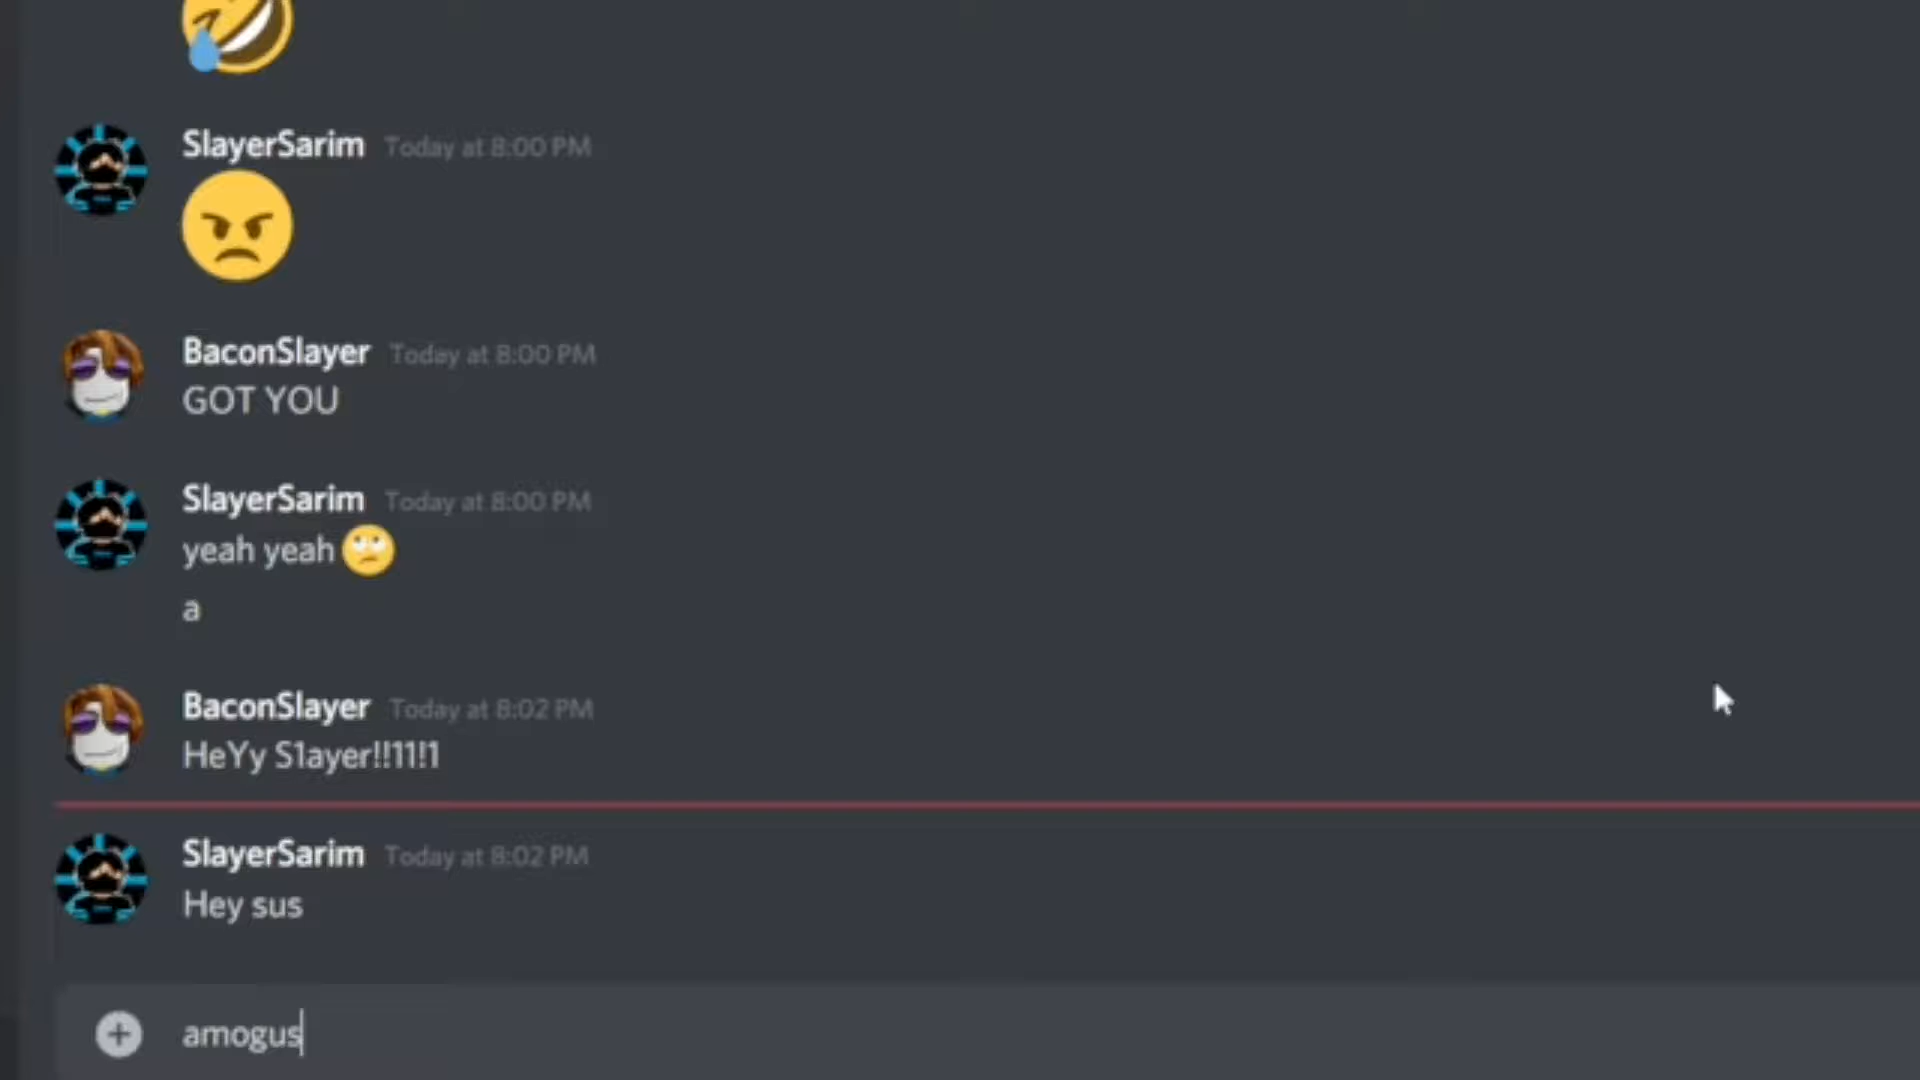 SlayerSarim Today at 8:00 PM
BaconSlayer Today at 8:00 PM
GOT YOU
SlayerSarim Today at 8:00 PM
yeah yeah 🙄
a
BaconSlayer Today at 8:02 PM
HeYy S1ayer!!11!1
SlayerSarim Today at 8:02 PM
Hey sus
amogus